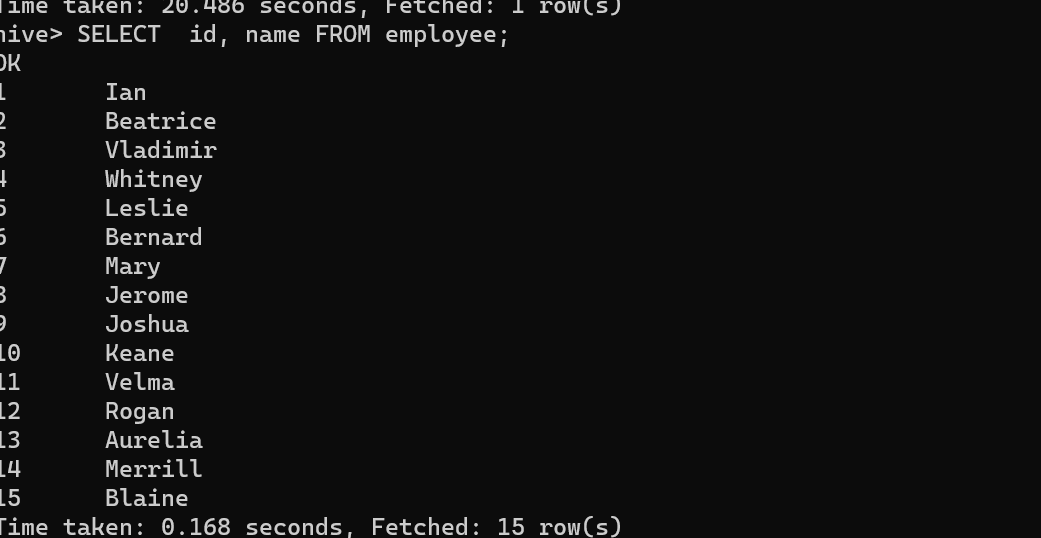 Time taken: 20.486 seconds, Fetched: 1 row(s)
hive> SELECT  id, name FROM employee;
OK
1       Ian
2       Beatrice
3       Vladimir
4       Whitney
5       Leslie
6       Bernard
7       Mary
8       Jerome
9       Joshua
10      Keane
11      Velma
12      Rogan
13      Aurelia
14      Merrill
15      Blaine
Time taken: 0.168 seconds, Fetched: 15 row(s)